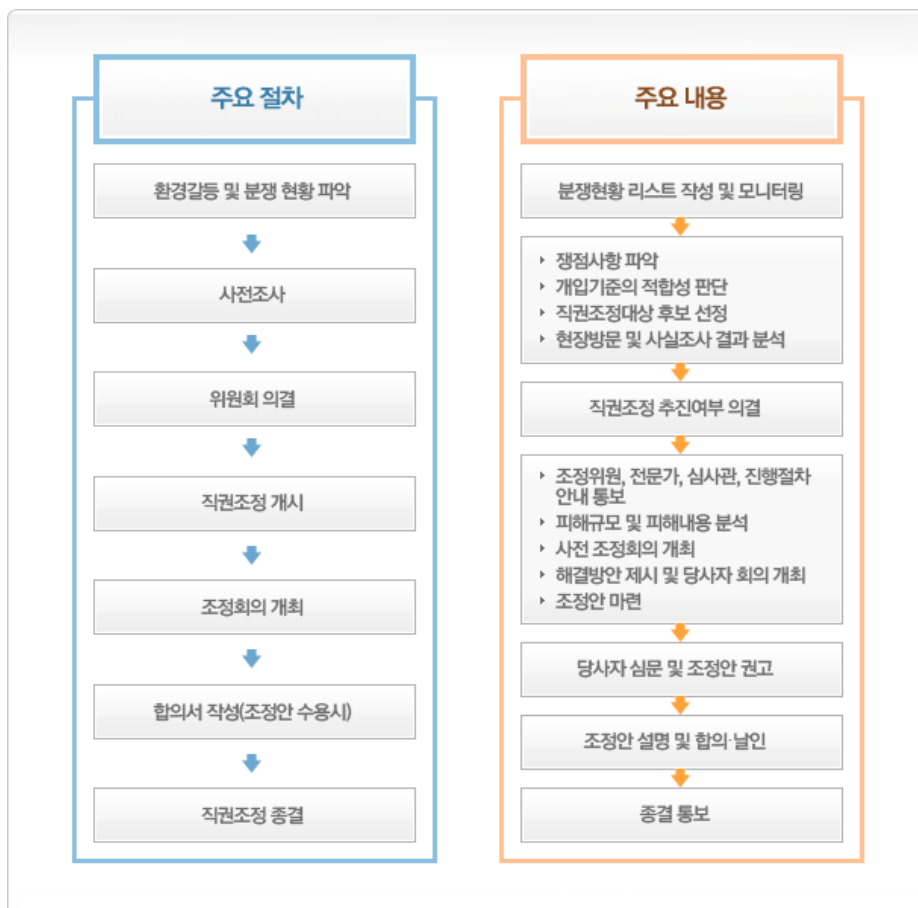 주요 절차
환경갈등 및 분쟁 현황 파악
사전조사
위원회 의결
직권조정 개시
조정회의 개최
합의서 작성(조정안 수용시)
직권조정 종결
주요 내용
분쟁현황 리스트 작성 및 모니터링
쟁점사항 파악
개입기준의 적합성 판단
직권조정대상 후보 선정
현장방문 및 사실조사 결과 분석
직권조정 추진여부 의결
조정위원, 전문가, 심사관, 진행절차
안내 통보
피해규모 및 피해내용 분석
사전 조정회의 개최
해결방안 제시 및 당사자 회의 개최
조정안 마련
당사자 심문 및 조정안 권고
조정안 설명 및 합의·날인
종결 통보